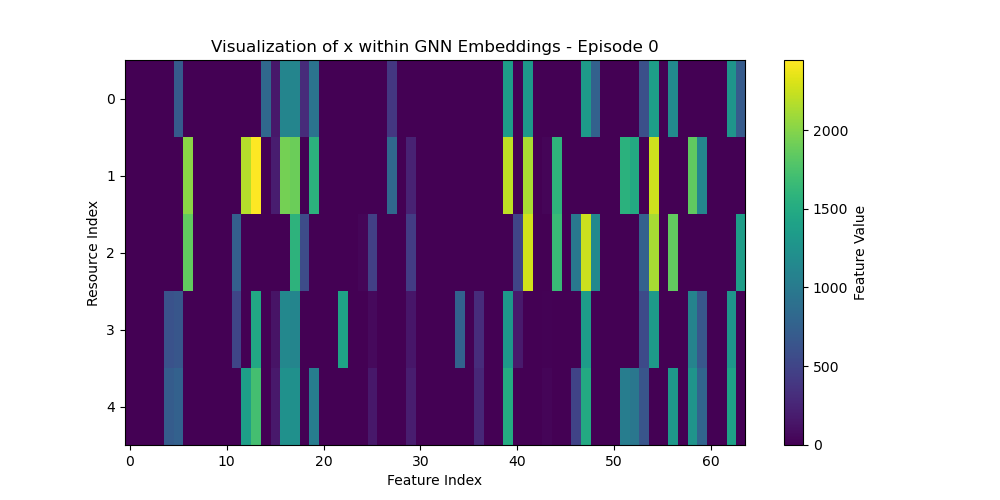 Visualization of x within GNN Embeddings - Episode 0
Resource Index
0
1
2
3
4
0 10 20 30 40 50 60
Feature Index
2000
1500
1000
500
0
Feature Value